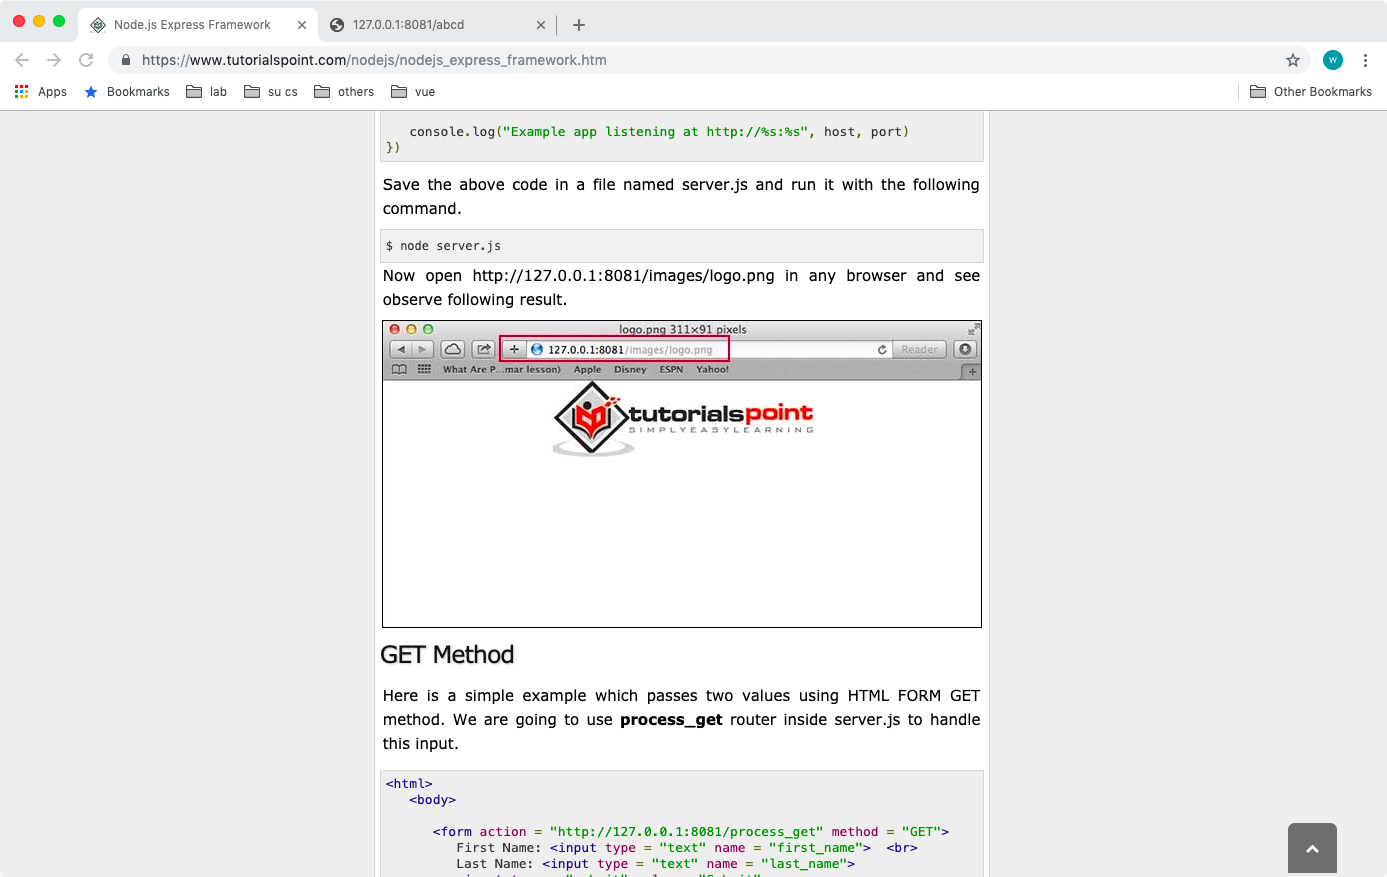 Node.js Express Framework
127.0.0.1:8081/abcd
https://www.tutorialspoint.com/nodejs/nodejs_express_framework.htm
W
Apps
Bookmarks
lab
su cs
others
vue
Other Bookmarks
console.log("Example app listening at http://%s:%s", host, port)
})
Save the above code in a file named server.js and run it with the following
command.
$ node server.js
Now open http://127.0.0.1:8081/images/logo.png in any browser and see
observe following result.
logo.png 311×91 pixels
127.0.0.1:8081/images/logo.png
Reader
What Are P...mar lesson)
Apple
Disney
ESPN
Yahoo!
tutorialspoint
SIMPLYEASYLEARNING
GET Method
Here is a simple example which passes two values using HTML FORM GET
method. We are going to use process_get router inside server.js to handle
this input.
<html>
<body>
<form action = "http://127.0.0.1:8081/process_get" method = "GET">
First Name: <input type = "text" name = "first_name">  <br>
Last Name: <input type = "text" name = "last_name">